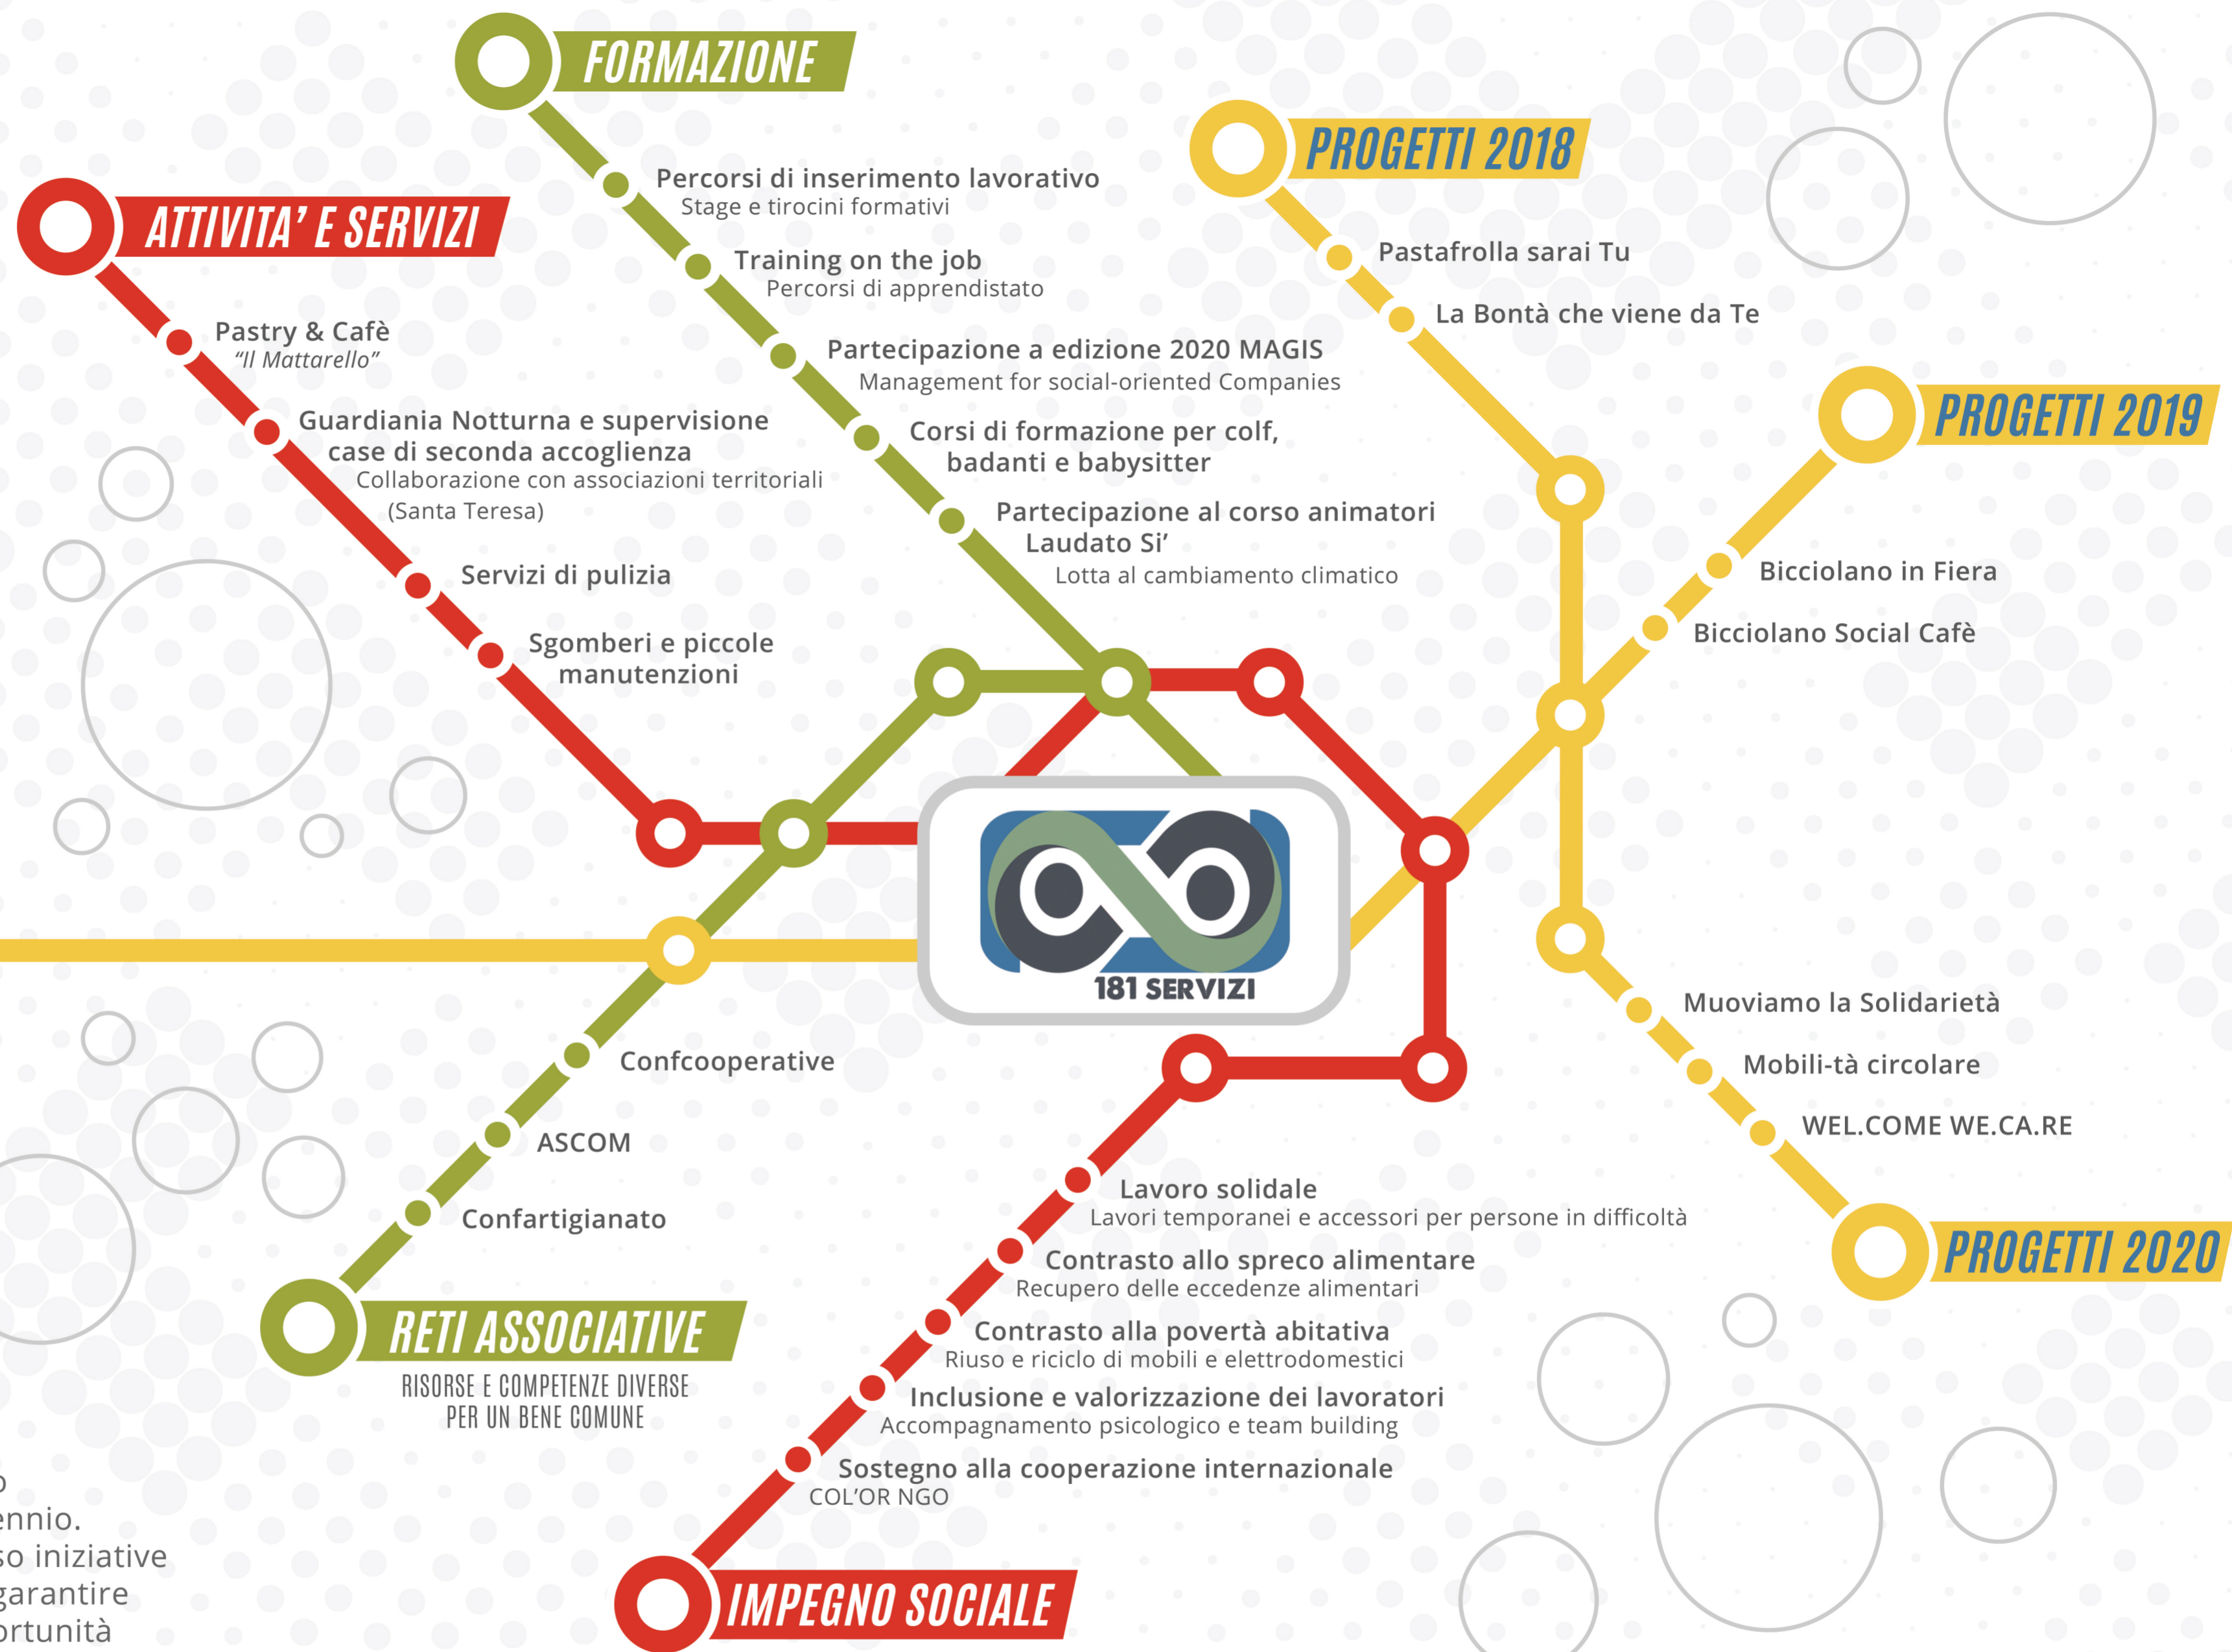 FORMAZIONE
Percorsi di inserimento lavorativo
Stage e tirocini formativi
Training on the job
Percorsi di apprendistato
Partecipazione a edizione 2020 MAGIS
Management for social-oriented Companies
Corsi di formazione per colf,
badanti e babysitter
Partecipazione al corso animatori
Laudato Si’
Lotta al cambiamento climatico
ATTIVITA’ E SERVIZI
Pastry & Cafè
“Il Mattarello”
Guardiania Notturna e supervisione
case di seconda accoglienza
Collaborazione con associazioni territoriali
(Santa Teresa)
Servizi di pulizia
Sgomberi e piccole
manutenzioni
PROGETTI 2018
Pastafrolla sarai Tu
La Bontà che viene da Te
PROGETTI 2019
Bicciolano in Fiera
Bicciolano Social Cafè
181 SERVIZI
Muoviamo la Solidarietà
Mobili-tà circolare
WEL.COME WE.CA.RE
PROGETTI 2020
Confcooperative
ASCOM
Confartigianato
RETI ASSOCIATIVE
RISORSE E COMPETENZE DIVERSE
PER UN BENE COMUNE
Lavoro solidale
Lavori temporanei e accessori per persone in difficoltà
Contrasto allo spreco alimentare
Recupero delle eccedenze alimentari
Contrasto alla povertà abitativa
Riuso e riciclo di mobili e elettrodomestici
Inclusione e valorizzazione dei lavoratori
Accompagnamento psicologico e team building
Sostegno alla cooperazione internazionale
COL’OR NGO
IMPEGNO SOCIALE
ennio.
so iniziative
garantire
ortunità